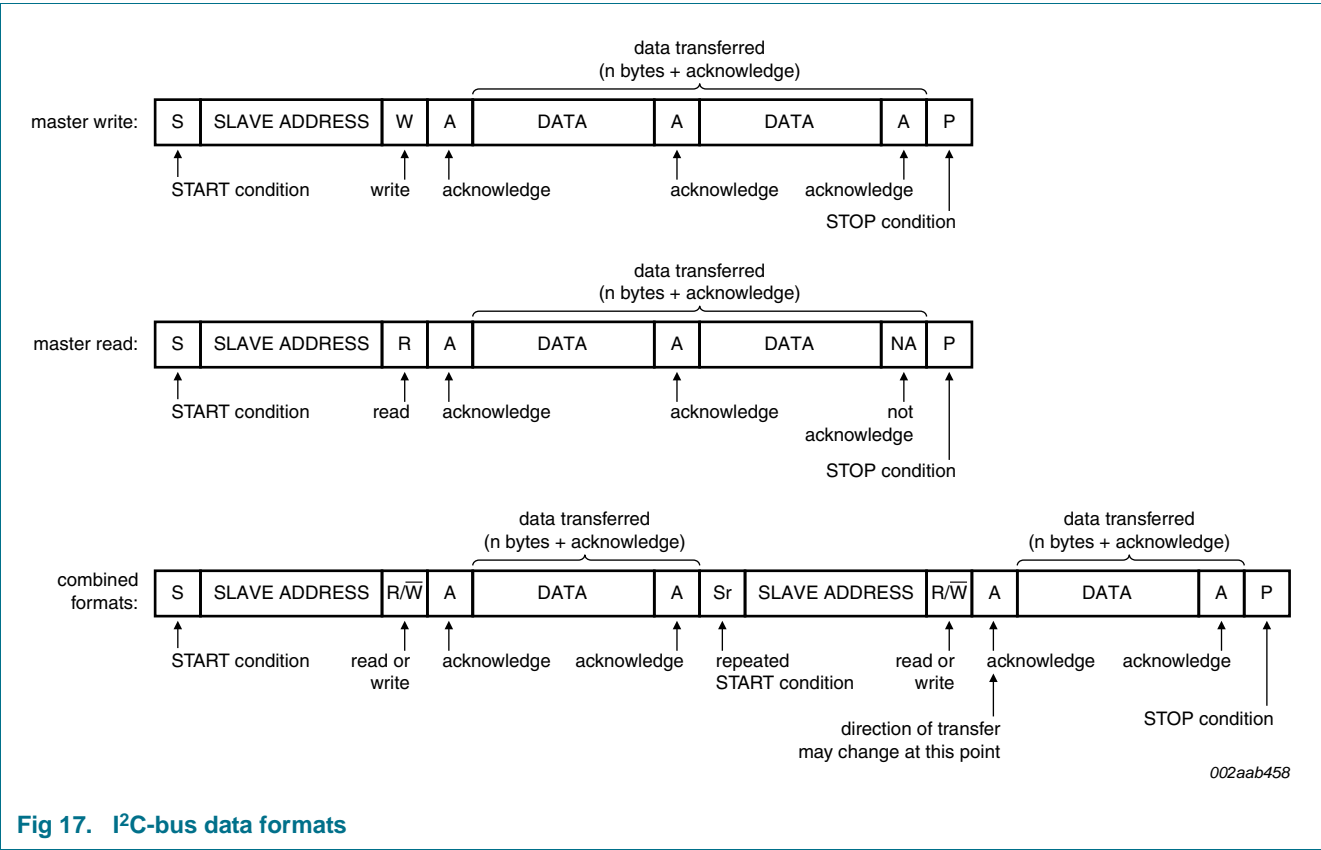 data transferred
(n bytes + acknowledge)
master write: S SLAVE ADDRESS W A DATA A DATA A P
START condition write acknowledge acknowledge acknowledge
STOP condition
data transferred
(n bytes + acknowledge)
master read: S SLAVE ADDRESS R A DATA A DATA NA P
START condition read acknowledge acknowledge not
acknowledge
STOP condition
data transferred data transferred
(n bytes + acknowledge) (n bytes + acknowledge)
combined
formats: S SLAVE ADDRESS R/W̅ A DATA A Sr SLAVE ADDRESS R/W̅ A DATA A P
START condition read or acknowledge acknowledge repeated read or acknowledge acknowledge
write START condition write
direction of transfer STOP condition
may change at this point
002aab458
Fig 17. I²C-bus data formats